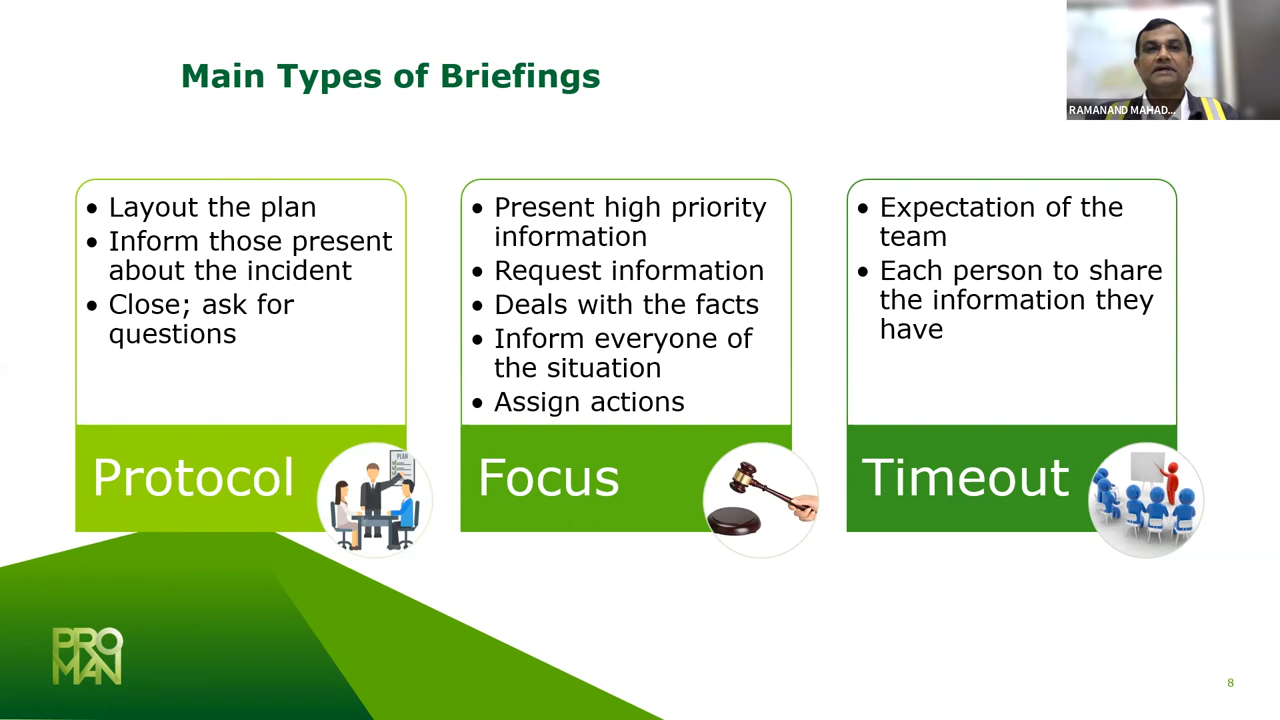 Main Types of Briefings
RAMANAND MAHAD...
• Layout the plan
• Inform those present
about the incident
• Close; ask for
questions
Protocol
PLAN
• Present high priority
information
• Request information
• Deals with the facts
• Inform everyone of
the situation
• Assign actions
Focus
• Expectation of the
team
• Each person to share
the information they
have
Timeout
PRO
MAN
8